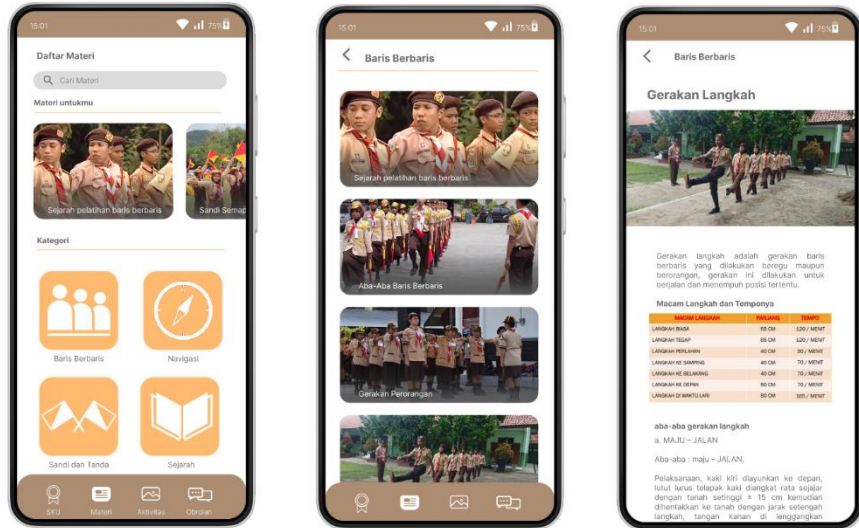 15:01
75%
Daftar Materi
Cari Materi
Materi untukmu
Sejarah pelatihan baris berbaris
Sandi Semap
Kategori
Baris Berbaris
Navigasi
Sandi dan Tanda
Sejarah
SKU
Materi
Aktivitas
Obrolan
15:01
75%
Baris Berbaris
Sejarah pelatihan baris berbaris
Aba-Aba Baris Berbaris
Gerakan Perorangan
15:01
75%
Baris Berbaris
Gerakan Langkah
Gerakan langkah adalah gerakan baris
berbaris yang dilakukan beregu maupun
berorangan, gerakan ini dilakukan untuk
berjalan dan menempuh posisi tertentu.
Macam Langkah dan Temponya
MACAM LANGKAH PANJANG TEMPO
LANGKAH BIASA 65 CM 120 / MENIT
LANGKAH TEGAP 65 CM 120 / MENIT
LANGKAH PERLAHAN 40 CM 30 / MENIT
LANGKAH KE SAMPING 40 CM 70 / MENIT
LANGKAH KE BELAKANG 40 CM 70 / MENIT
LANGKAH KE DEPAN 60 CM 70 / MENIT
LANGKAH DI WAKTU LARI 80 CM / MENIT
aba-aba gerakan langkah
a. MAJU – JALAN
Aba-aba : maju – JALAN.
Pelaksanaan, kaki kiri diayunkan ke depan,
lutut lurus telapak kaki diangkat rata sejajar
dengan tanah setinggi ± 15 cm kemudian
dihentakkan ke tanah dengan jarak setengah
langkah, tangan kanan di lenggangkan